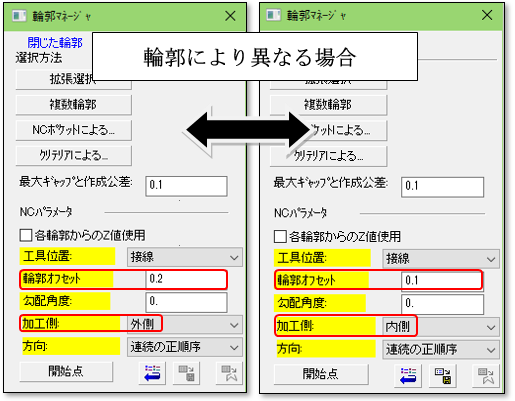 輪郭マネージャ
閉じた輪郭
選択方法
輪郭により異なる場合
拡張選択
複数輪郭
NCポケットによる...
クリテリアによる...
最大ギャップと作成公差:
0.1
NCパラメータ
各輪郭からのZ値使用
工具位置:
接線
輪郭オフセット
0.2
勾配角度:
0.
加工側:
外側
方向:
連続の正順序
開始点
輪郭マネージャ
複数輪郭
ケットによる...
クリテリアによる...
最大ギャップと作成公差:
0.1
NCパラメータ
各輪郭からのZ値使用
工具位置:
接線
輪郭オフセット
0.1
勾配角度:
0.
加工側:
内側
方向:
連続の正順序
開始点